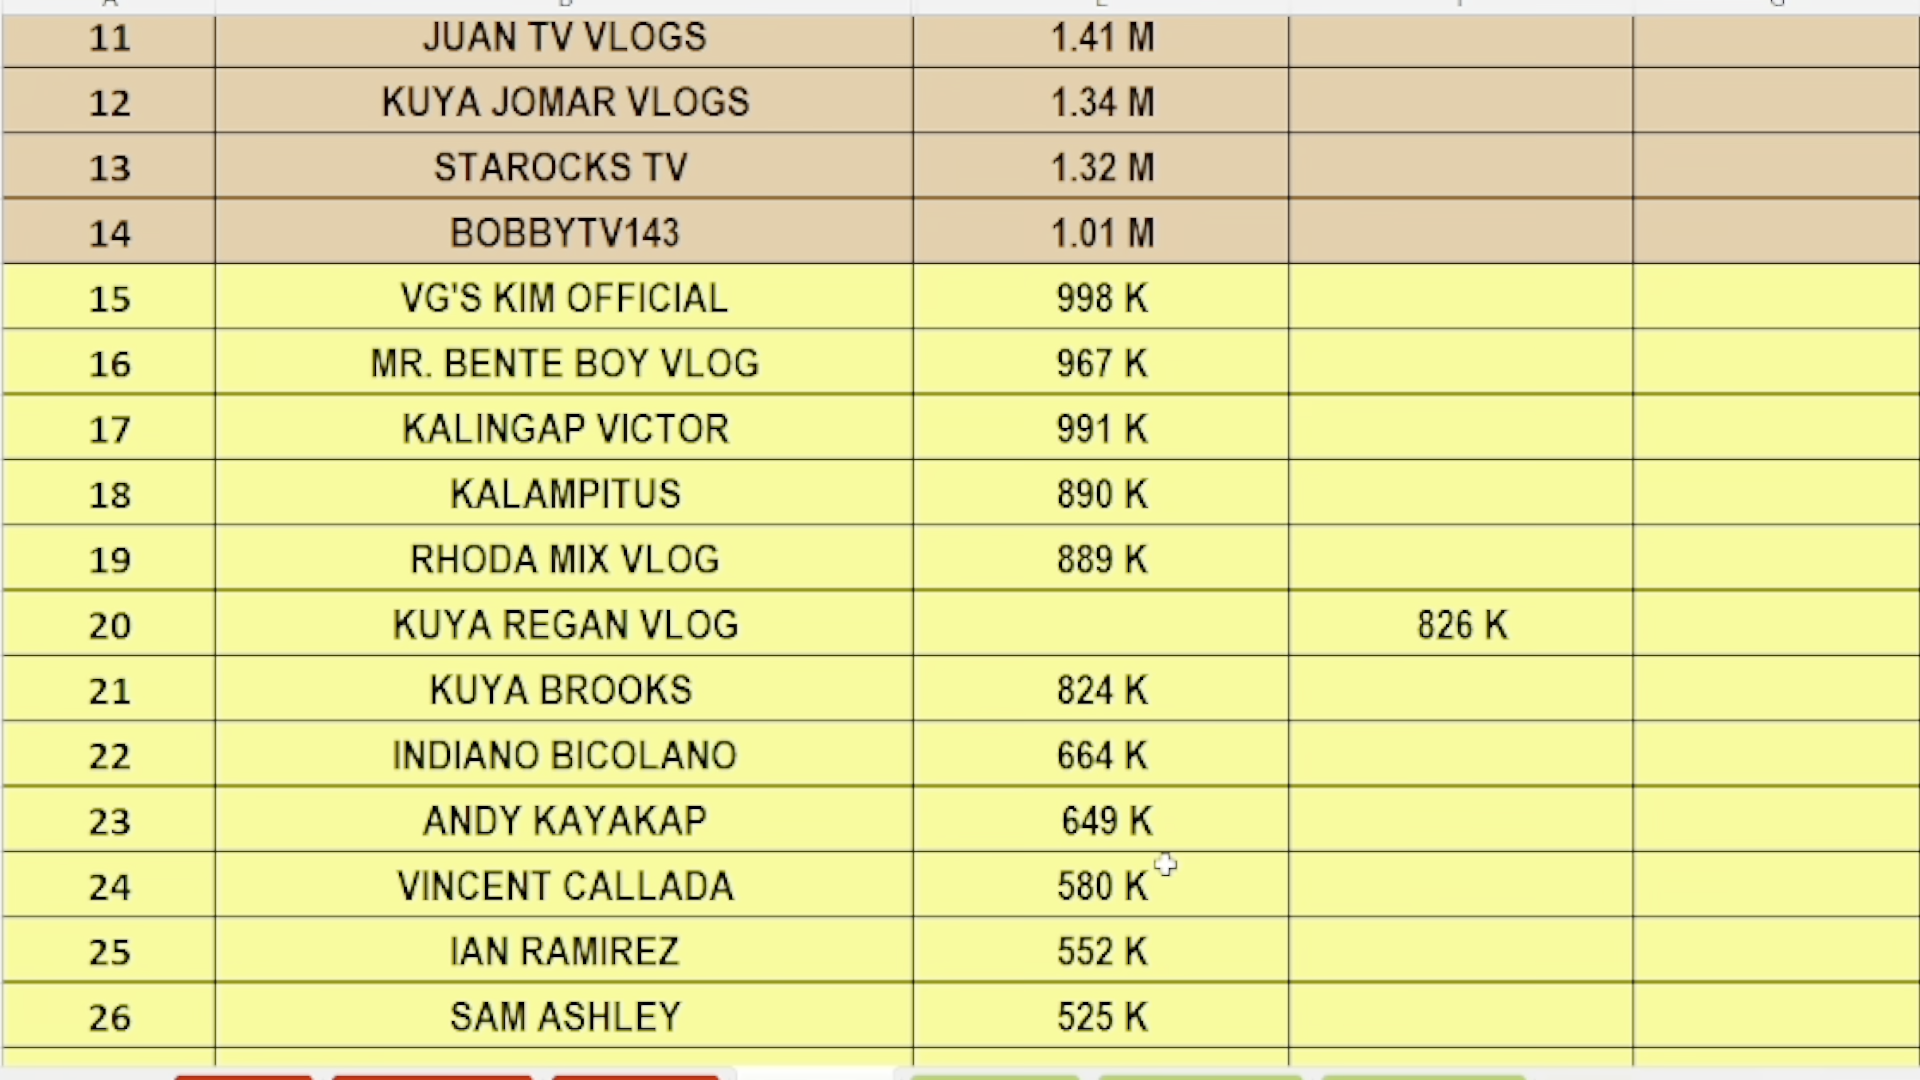 11 JUAN TV VLOGS 1.41 M
12 KUYA JOMAR VLOGS 1.34 M
13 STAROCKS TV 1.32 M
14 BOBBYTV143 1.01 M
15 VG'S KIM OFFICIAL 998 K
16 MR. BENTE BOY VLOG 967 K
17 KALINGAP VICTOR 991 K
18 KALAMPITUS 890 K
19 RHODA MIX VLOG 889 K
20 KUYA REGAN VLOG 826 K
21 KUYA BROOKS 824 K
22 INDIANO BICOLANO 664 K
23 ANDY KAYAKAP 649 K
24 VINCENT CALLADA 580 K
25 IAN RAMIREZ 552 K
26 SAM ASHLEY 525 K